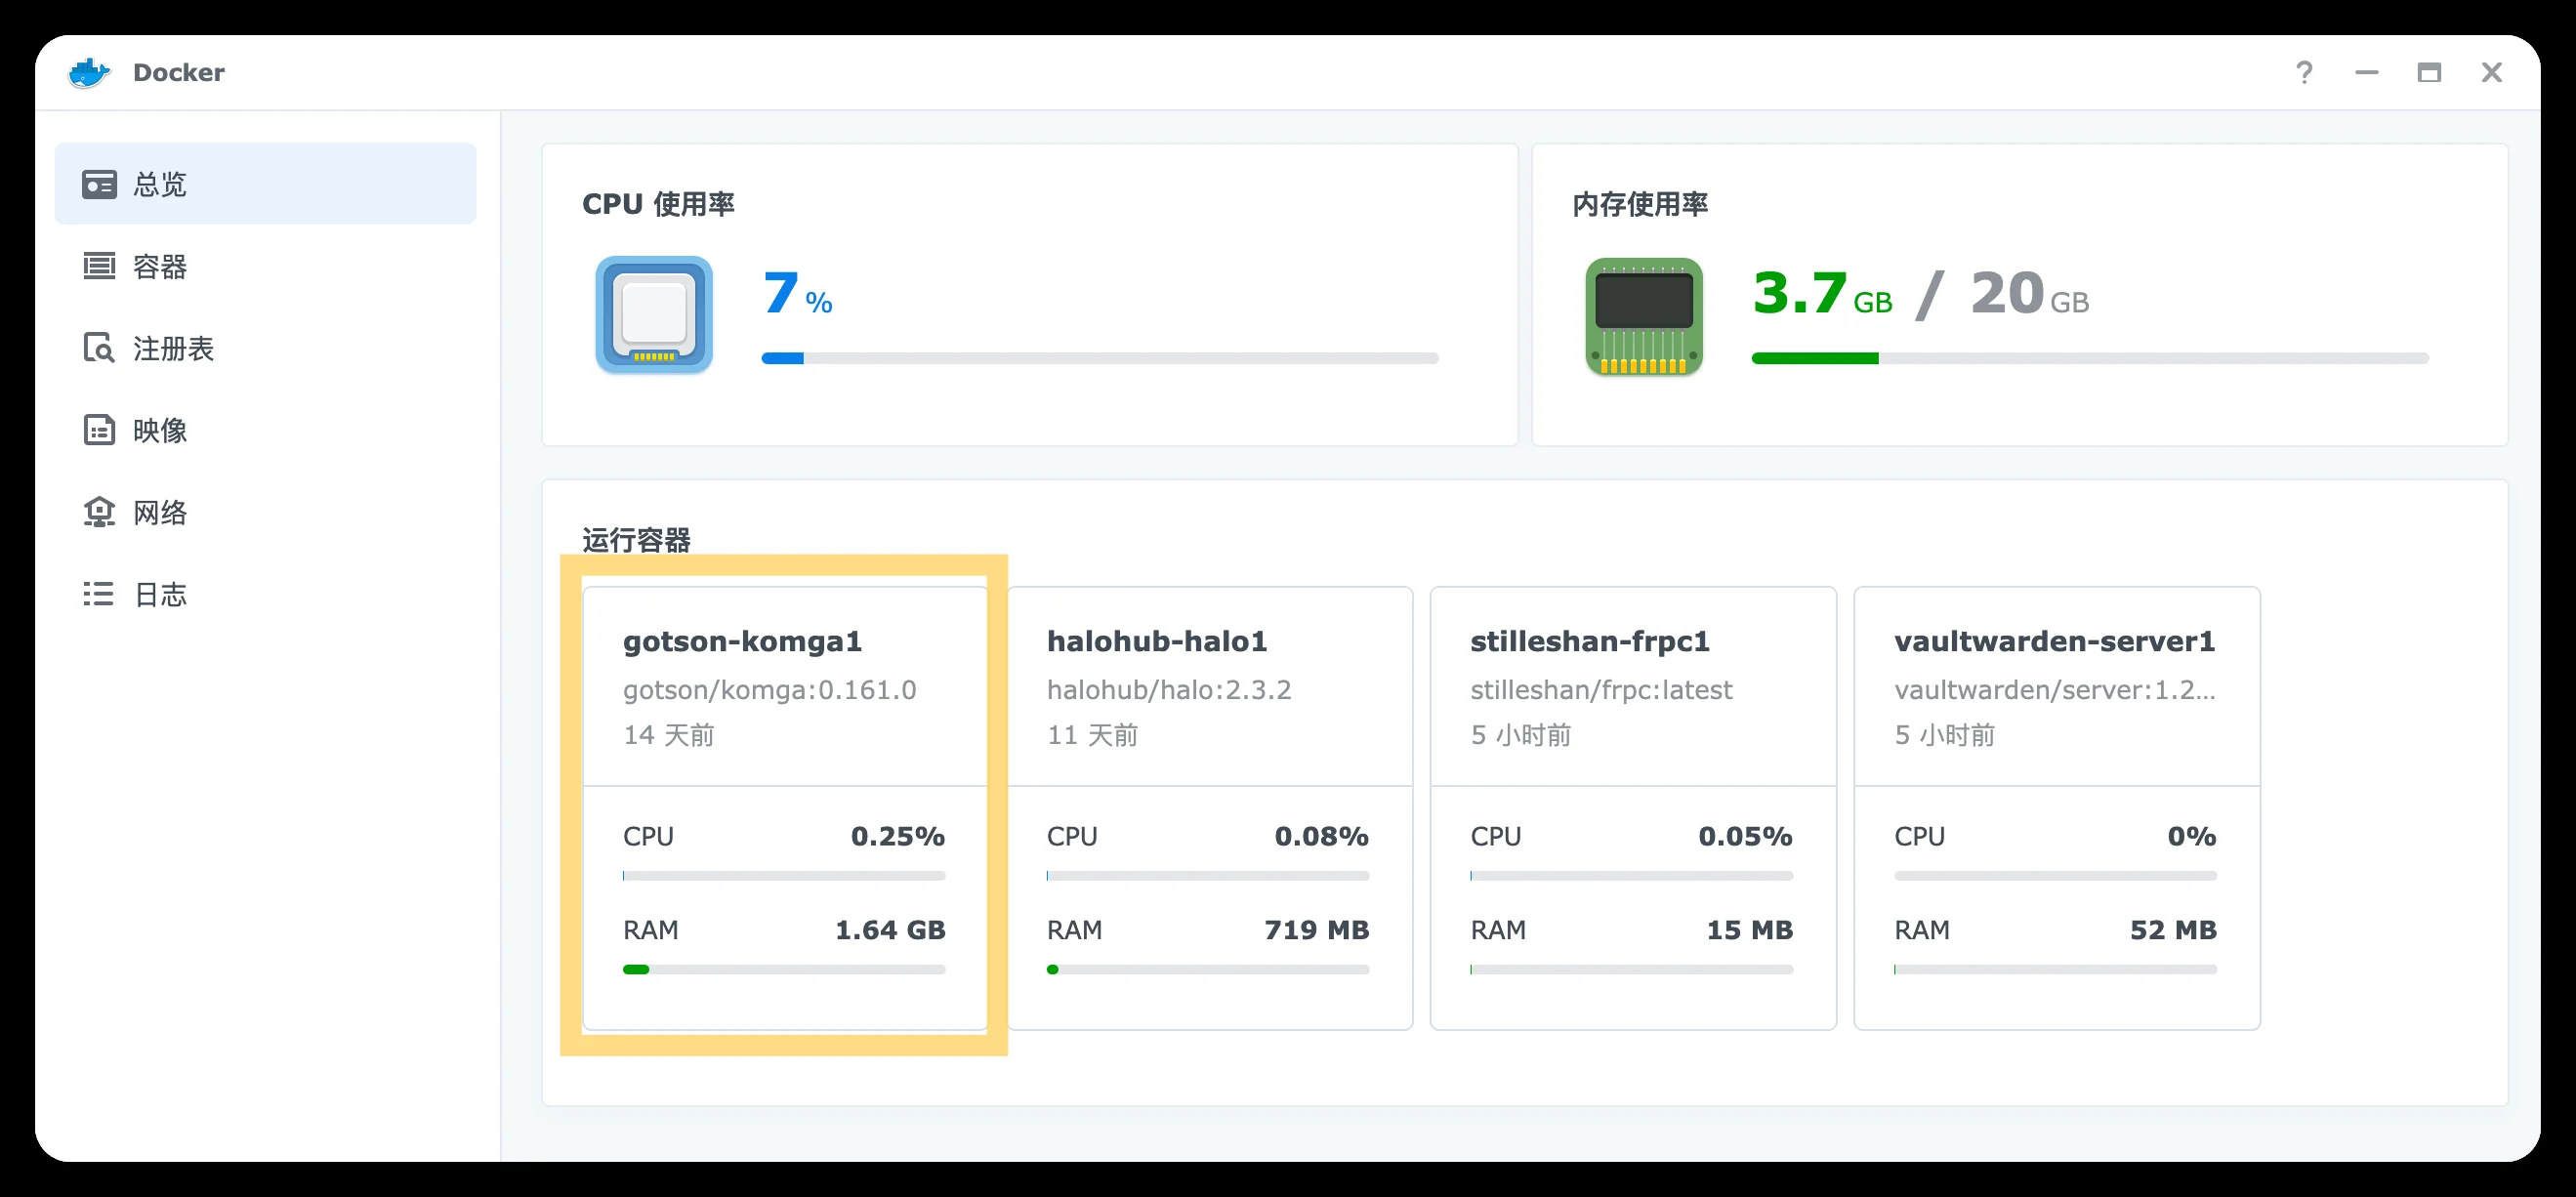 Docker
?
总览
容器
注册表
映像
网络
日志
CPU 使用率
7 %
内存使用率
3.7 GB / 20 GB
运行容器
gotson-komga1
gotson/komga:0.161.0
14 天前
CPU 0.25%
RAM 1.64 GB
halohub-halo1
halohub/halo:2.3.2
11 天前
CPU 0.08%
RAM 719 MB
stilleshan-frpc1
stilleshan/frpc:latest
5 小时前
CPU 0.05%
RAM 15 MB
vaultwarden-server1
vaultwarden/server:1.2...
5 小时前
CPU 0%
RAM 52 MB